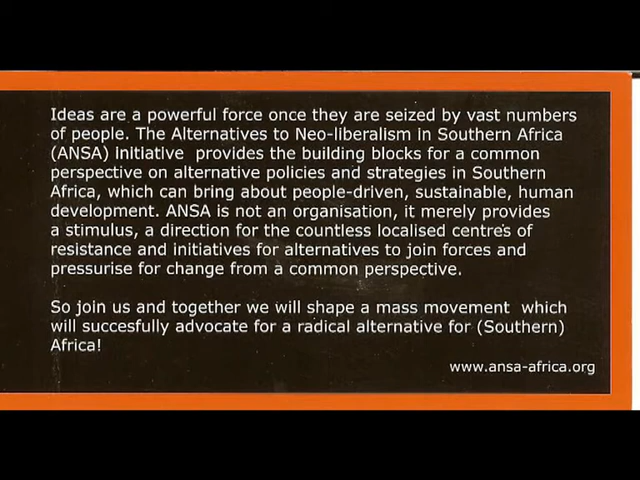 Ideas are a powerful force once they are seized by vast numbers
of people. The Alternatives to Neo-liberalism in Southern Africa
(ANSA) initiative provides the building blocks for a common
perspective on alternative policies and strategies in Southern
Africa, which can bring about people-driven, sustainable, human
development. ANSA is not an organisation, it merely provides
a stimulus, a direction for the countless localised centres of
resistance and initiatives for alternatives to join forces and
pressurise for change from a common perspective.
So join us and together we will shape a mass movement which
will succesfully advocate for a radical alternative for (Southern)
Africa!
www.ansa-africa.org